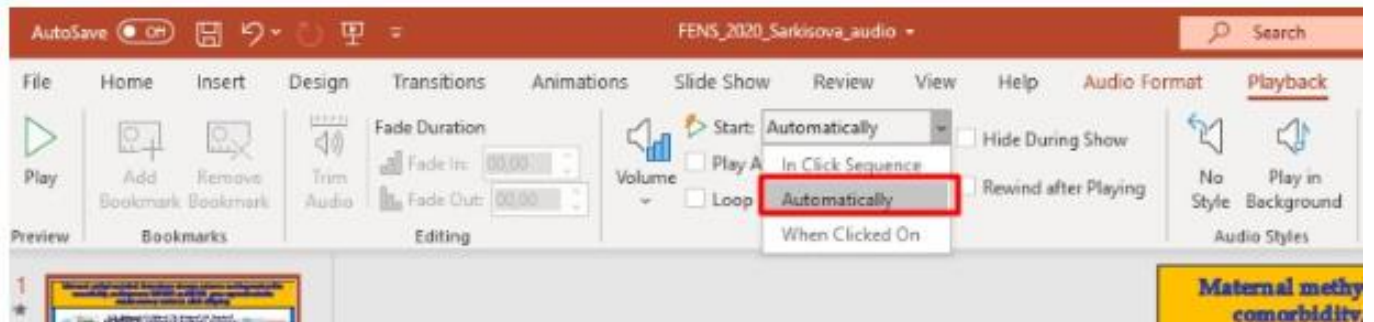 AutoSave Off FENS_2020_Sarkisova_audio Search
File Home Insert Design Transitions Animations Slide Show Review View Help Audio Format Playback
Fade Duration Start: Automatically Hide During Show
Fade In: 00,00 Play A In Click Sequence
Play Add Bookmark Remove Bookmark Trim Audio Volume No Style Play in Background
Fade Out: 00,00 Loop Automatically Rewind after Playing
When Clicked On
Preview Bookmarks Editing Audio Styles
1
Maternal methy
comorbidity,